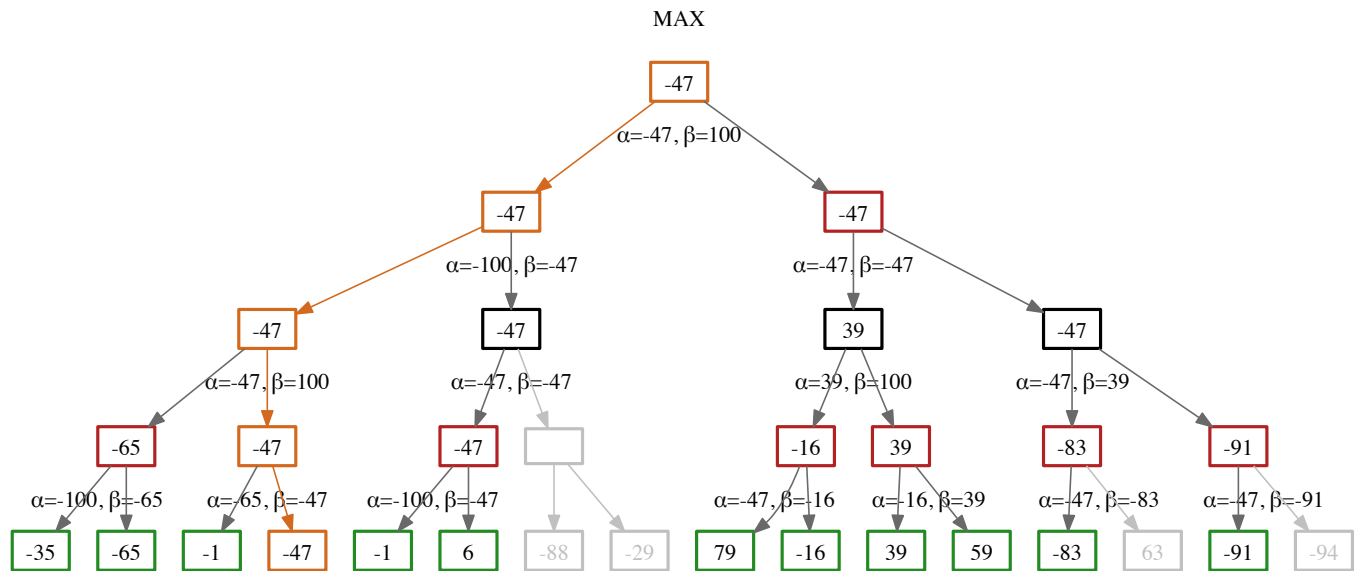 MAX
-47
α=-47, β=100
-47 -47
α=-100, β=-47 α=-47, β=-47
-47 -47 39 -47
α=-47, β=100 α=-47, β=-47 α=39, β=100 α=-47, β=39
-65 -47 -47 -16 39 -83 -91
α=-100, β=-65 α=-65, β=-47 α=-100, β=-47 α=-47, β=-16 α=-16, β=39 α=-47, β=-83 α=-47, β=-91
-35 -65 -1 -47 -1 6 -88 -29 79 -16 39 59 -83 63 -91 -94